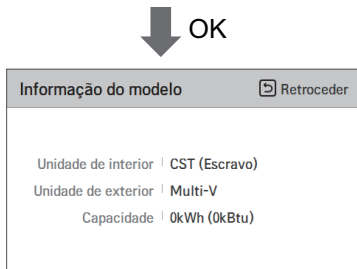 OK
Informação do modelo Retroceder
Unidade de interior CST (Escravo)
Unidade de exterior Multi-V
Capacidade 0kWh (0kBtu)